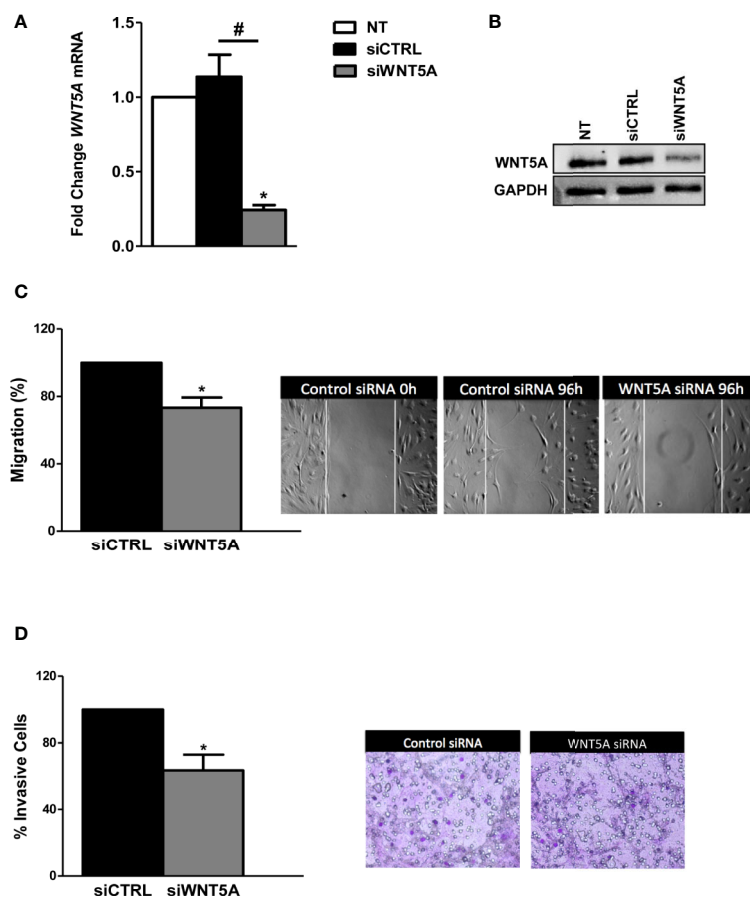 A
Fold Change WNT5A mRNA
1.5
1.0
0.5
0.0
#
*
NT
siCTRL
siWNT5A
B
NT
siCTRL
siWNT5A
WNT5A
GAPDH
C
Migration (%)
120
80
40
0
*
siCTRL siWNT5A
Control siRNA 0h
Control siRNA 96h
WNT5A siRNA 96h
D
% Invasive Cells
120
80
40
0
*
siCTRL siWNT5A
Control siRNA
WNT5A siRNA